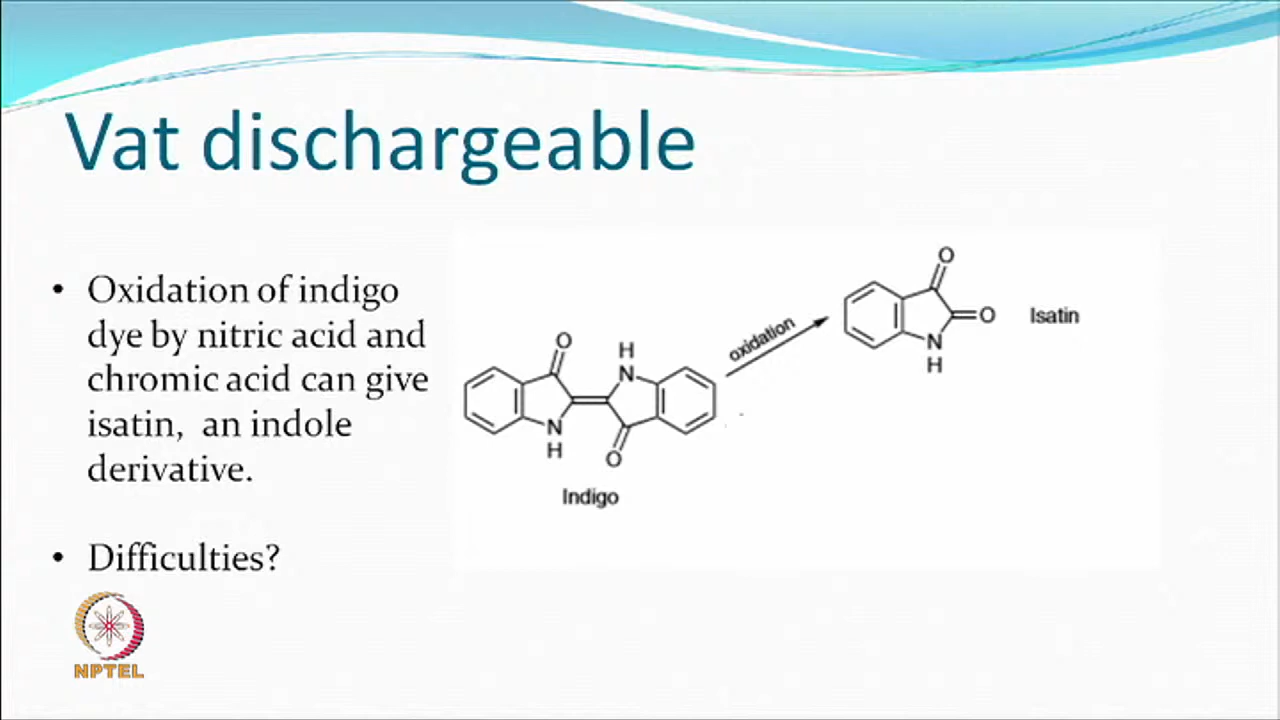 Vat dischargeable
• Oxidation of indigo
dye by nitric acid and
chromic acid can give
isatin, an indole
derivative.
• Difficulties?
O
N
H
H
N
O
Indigo
oxidation
O
O
N
H
Isatin
NPTEL